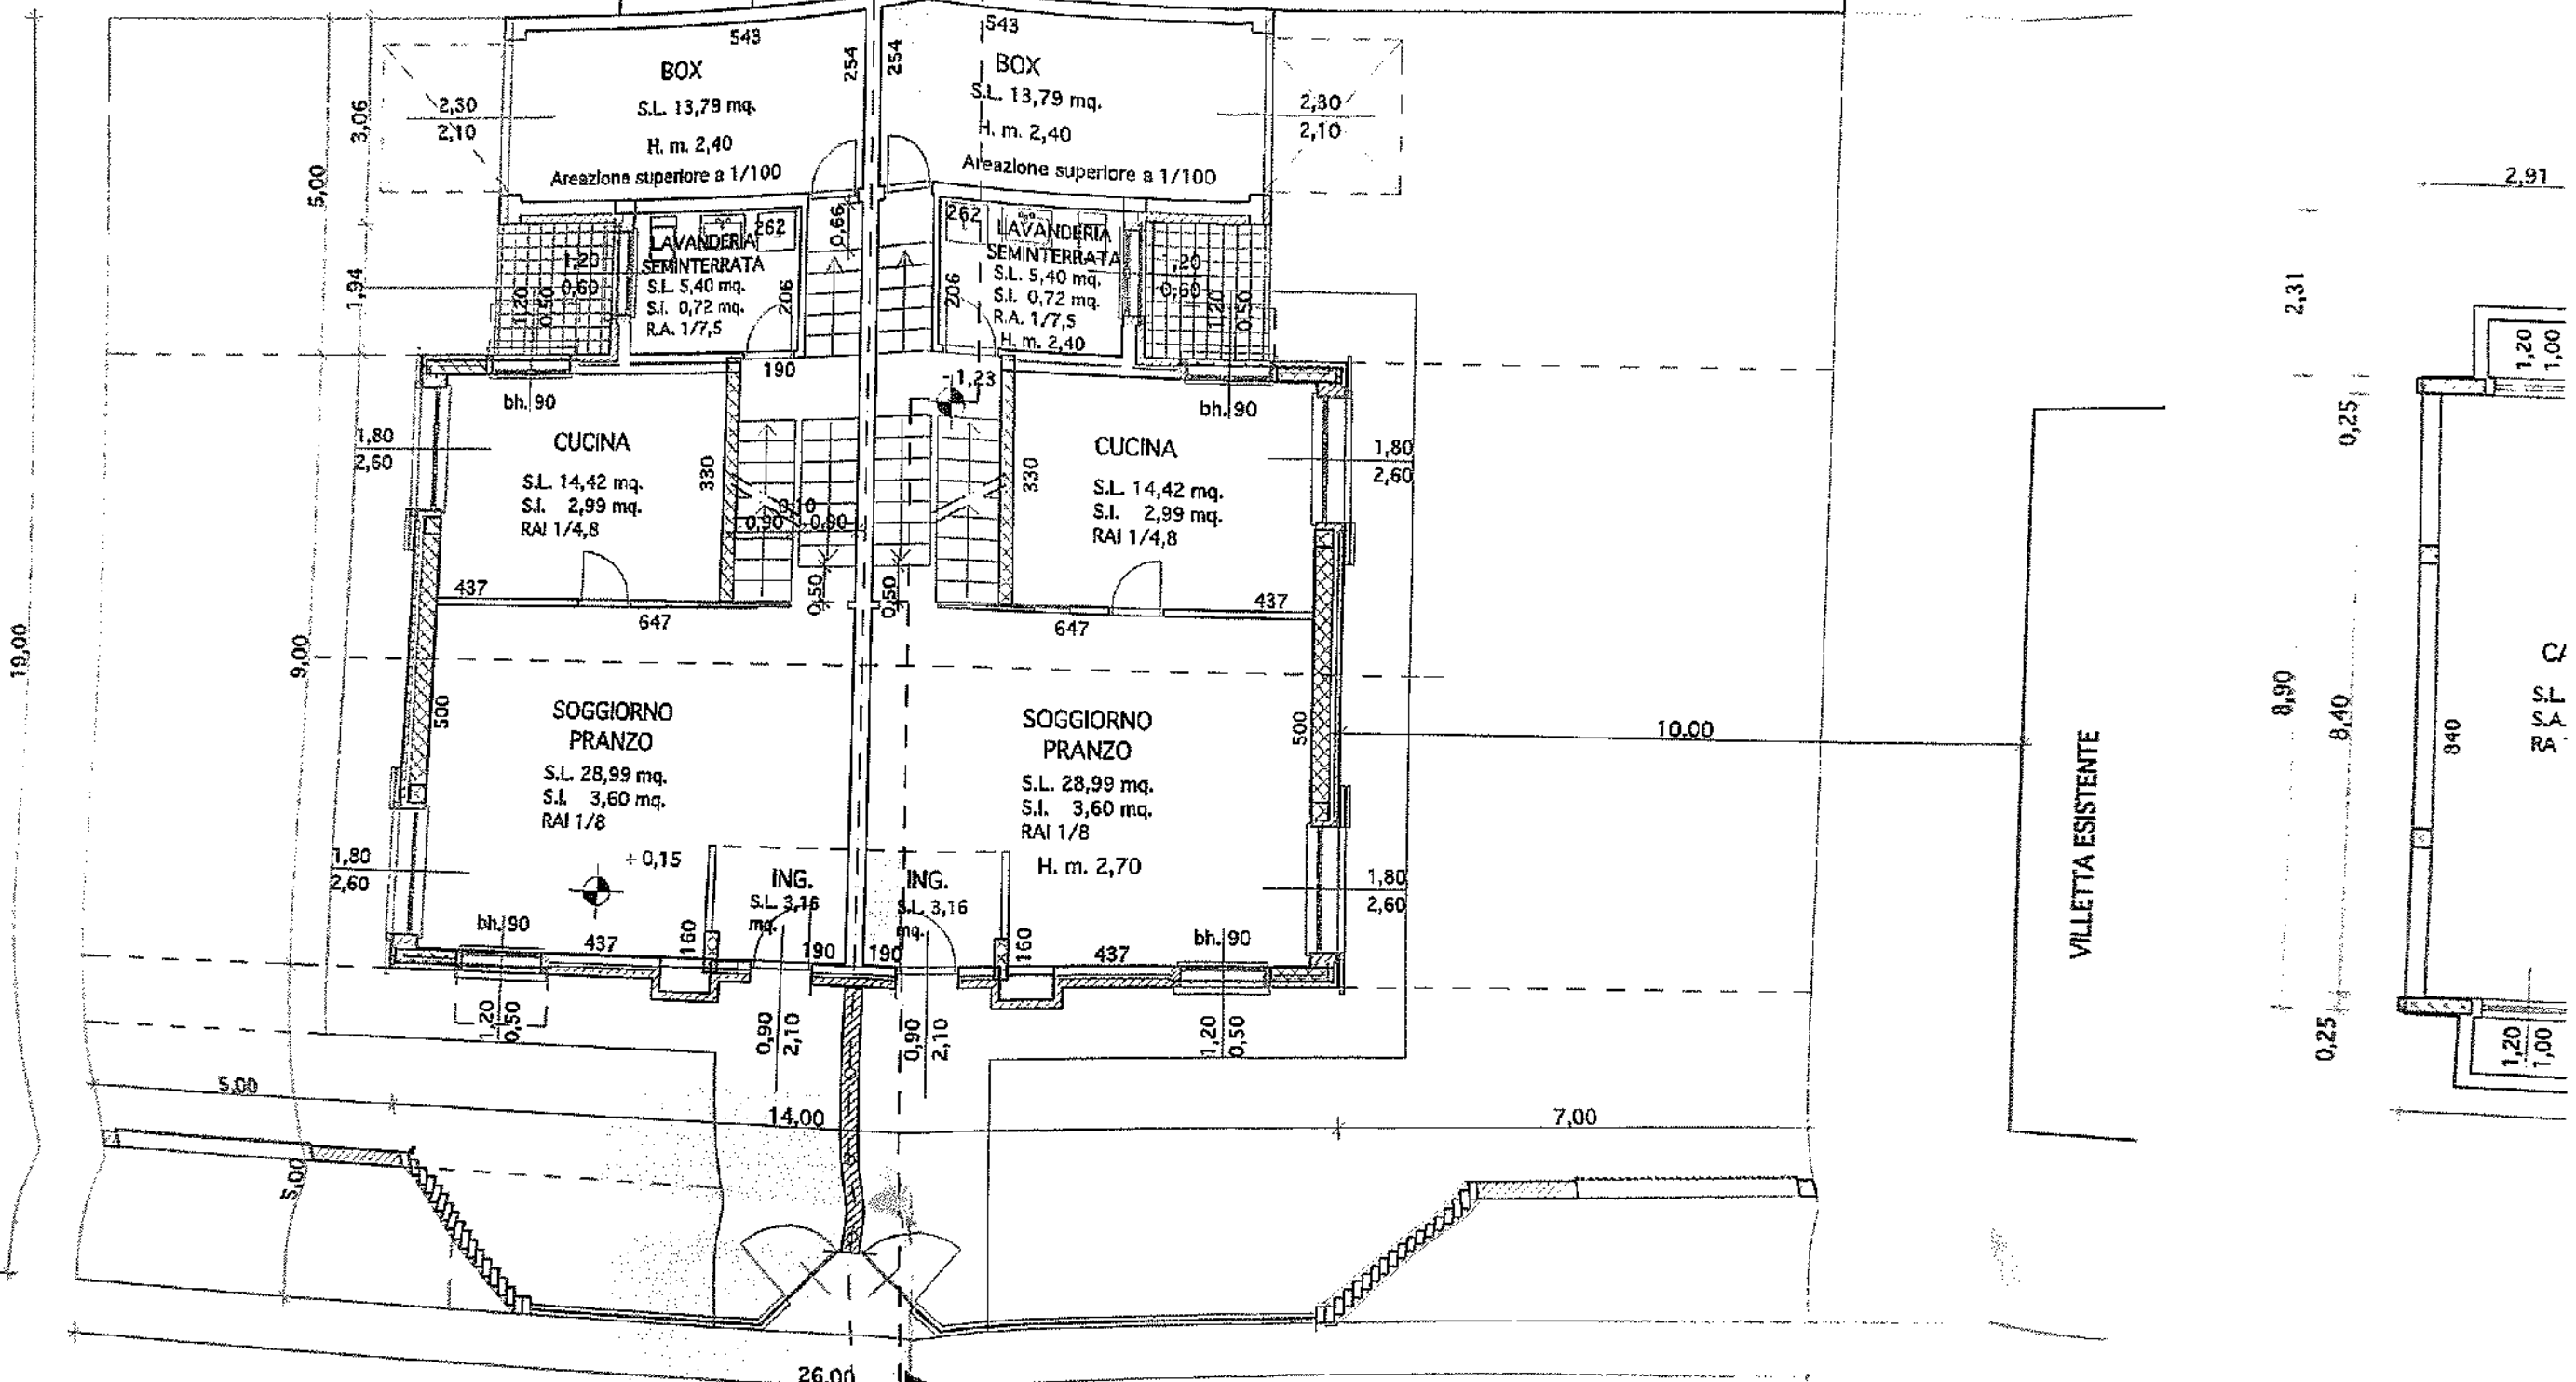 543
543
254
254
BOX
S.L. 13,79 mq.
H. m. 2,40
Areazione superiore a 1/100
BOX
S.L. 13,79 mq.
H. m. 2,40
Areazione superiore a 1/100
2,30
2,10
2,30
2,10
3,06
5,00
1,94
2,91
2,31
262
LAVANDERIA
SEMINTERRATA
S.L. 5,40 mq.
S.I. 0,72 mq.
R.A. 1/7,5
206
0,66
262
LAVANDERIA
SEMINTERRATA
S.L. 5,40 mq.
S.I. 0,72 mq.
R.A. 1/7,5
H. m. 2,40
206
1,20
0,60
1,20
0,50
1,20
0,60
1,20
0,50
190
- 1,23
bh. 90
bh. 90
1,20
1,00
0,25
1,80
2,60
CUCINA
S.L. 14,42 mq.
S.I. 2,99 mq.
RAI 1/4,8
330
0,10
0,90
0,90
330
CUCINA
S.L. 14,42 mq.
S.I. 2,99 mq.
RAI 1/4,8
1,80
2,60
437
647
0,50
0,50
647
437
19,00
9,00
500
SOGGIORNO
PRANZO
S.L. 28,99 mq.
S.I. 3,60 mq.
RAI 1/8
+ 0,15
SOGGIORNO
PRANZO
S.L. 28,99 mq.
S.I. 3,60 mq.
RAI 1/8
H. m. 2,70
500
10,00
VILLETTA ESISTENTE
8,90
8,40
840
S.L.
S.A.
RA
1,80
2,60
1,80
2,60
ING.
S.L. 3,16
mq.
ING.
S.L. 3,16
mq.
bh. 90
437
160
190
190
160
437
bh. 90
1,20
0,50
0,90
2,10
0,90
2,10
1,20
0,50
0,25
1,20
1,00
5,00
14,00
7,00
5,00
26,00